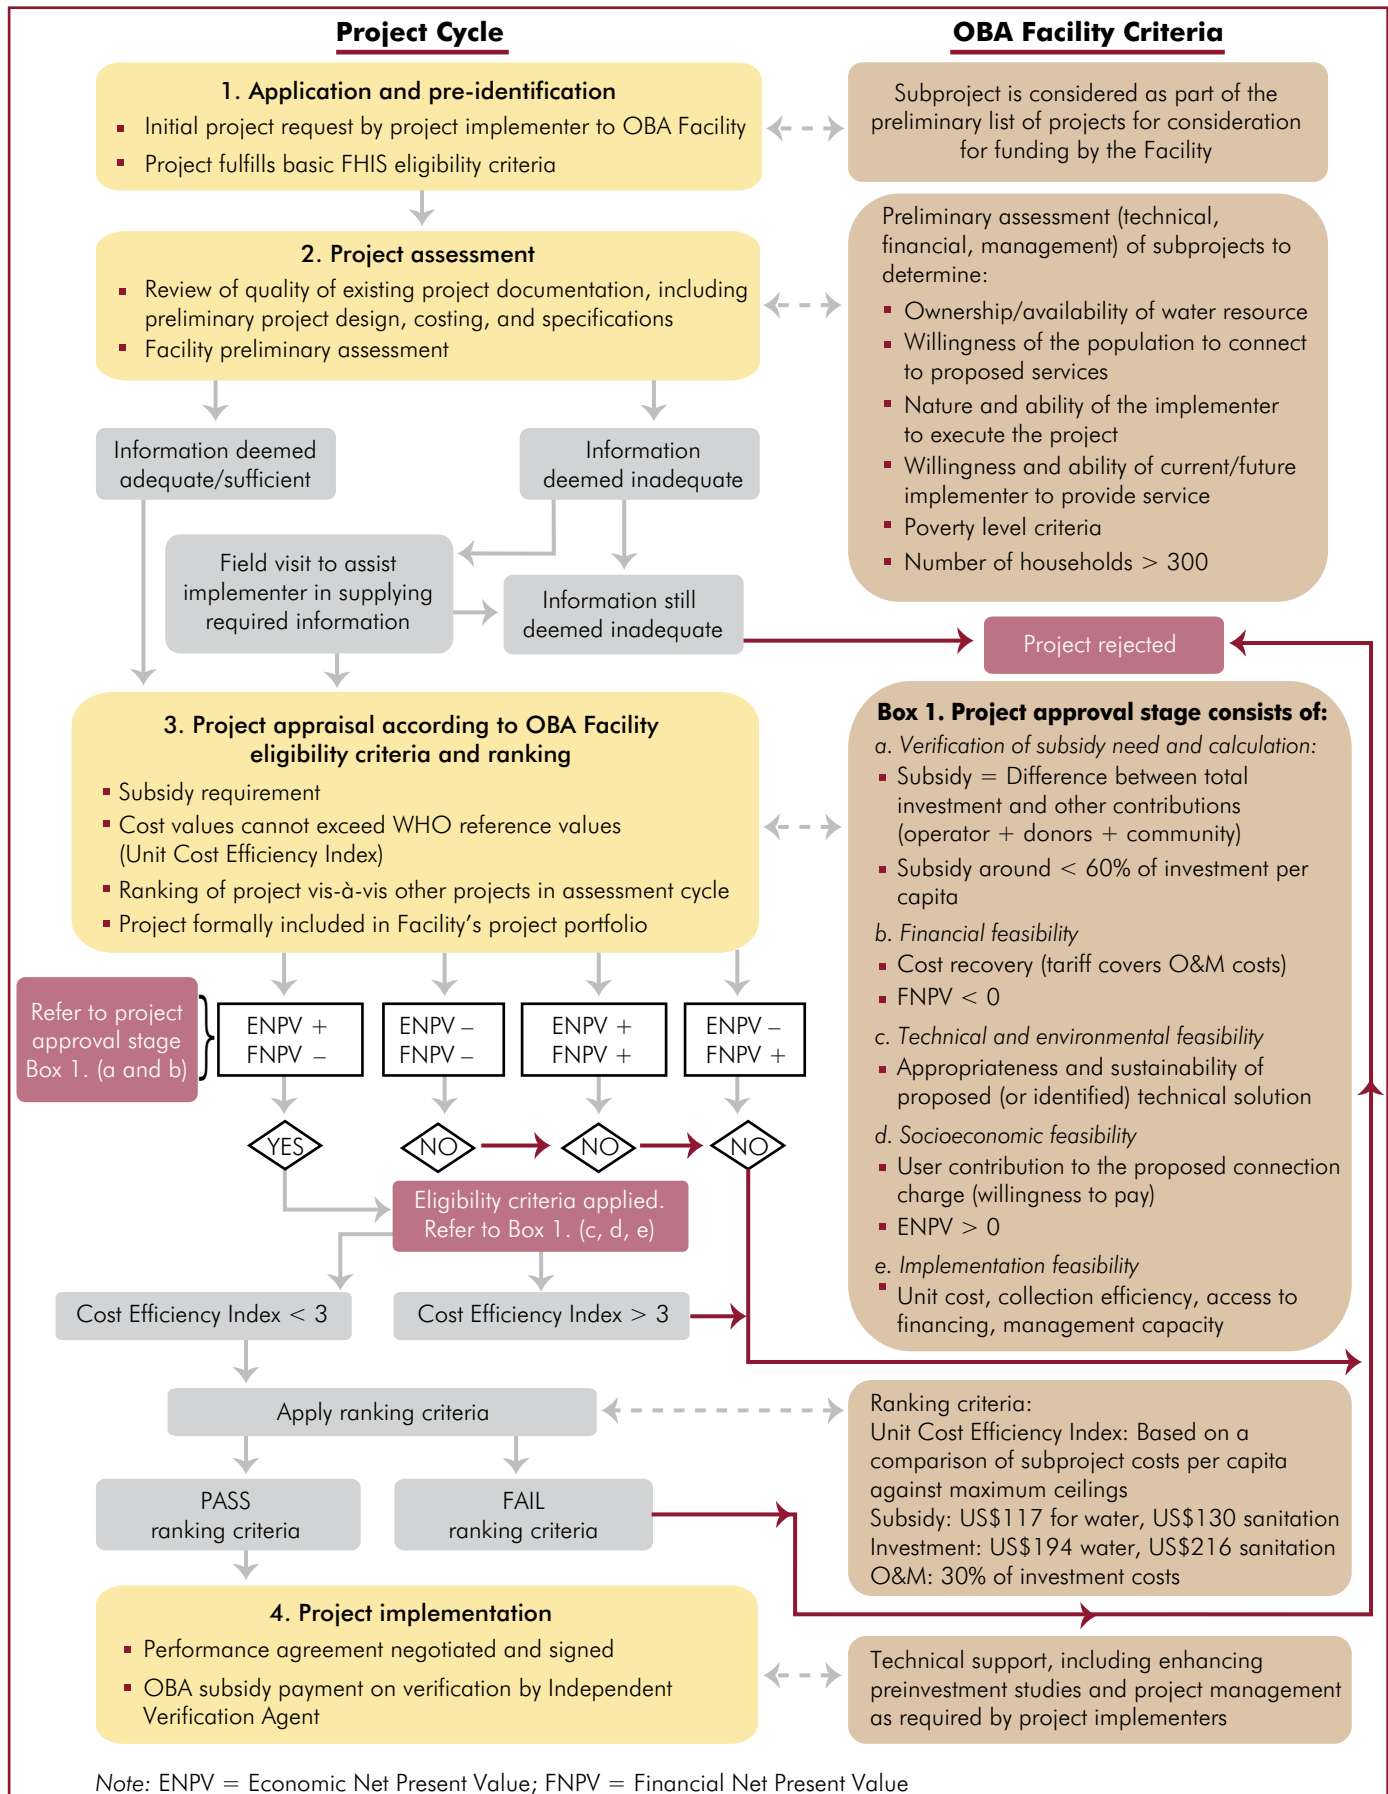 Project Cycle
OBA Facility Criteria
1. Application and pre-identification
▪ Initial project request by project implementer to OBA Facility
▪ Project fulfills basic FHIS eligibility criteria
Subproject is considered as part of the
preliminary list of projects for consideration
for funding by the Facility
2. Project assessment
▪ Review of quality of existing project documentation, including
preliminary project design, costing, and specifications
▪ Facility preliminary assessment
Preliminary assessment (technical,
financial, management) of subprojects to
determine:
▪ Ownership/availability of water resource
▪ Willingness of the population to connect
to proposed services
▪ Nature and ability of the implementer
to execute the project
▪ Willingness and ability of current/future
implementer to provide service
▪ Poverty level criteria
▪ Number of households > 300
Information deemed
adequate/sufficient
Information
deemed inadequate
Field visit to assist
implementer in supplying
required information
Information still
deemed inadequate
Project rejected
3. Project appraisal according to OBA Facility
eligibility criteria and ranking
▪ Subsidy requirement
▪ Cost values cannot exceed WHO reference values
(Unit Cost Efficiency Index)
▪ Ranking of project vis-à-vis other projects in assessment cycle
▪ Project formally included in Facility's project portfolio
Box 1. Project approval stage consists of:
a. Verification of subsidy need and calculation:
▪ Subsidy = Difference between total
investment and other contributions
(operator + donors + community)
▪ Subsidy around < 60% of investment per
capita
b. Financial feasibility
▪ Cost recovery (tariff covers O&M costs)
▪ FNPV < 0
c. Technical and environmental feasibility
▪ Appropriateness and sustainability of
proposed (or identified) technical solution
d. Socioeconomic feasibility
▪ User contribution to the proposed connection
charge (willingness to pay)
▪ ENPV > 0
e. Implementation feasibility
▪ Unit cost, collection efficiency, access to
financing, management capacity
Refer to project
approval stage
Box 1. (a and b)
ENPV +
FNPV –
ENPV –
FNPV –
ENPV +
FNPV +
ENPV –
FNPV +
YES
NO
NO
NO
Eligibility criteria applied.
Refer to Box 1. (c, d, e)
Cost Efficiency Index < 3
Cost Efficiency Index > 3
Apply ranking criteria
Ranking criteria:
Unit Cost Efficiency Index: Based on a
comparison of subproject costs per capita
against maximum ceilings
Subsidy: US$117 for water, US$130 sanitation
Investment: US$194 water, US$216 sanitation
O&M: 30% of investment costs
PASS
ranking criteria
FAIL
ranking criteria
4. Project implementation
▪ Performance agreement negotiated and signed
▪ OBA subsidy payment on verification by Independent
Verification Agent
Technical support, including enhancing
preinvestment studies and project management
as required by project implementers
Note: ENPV = Economic Net Present Value; FNPV = Financial Net Present Value